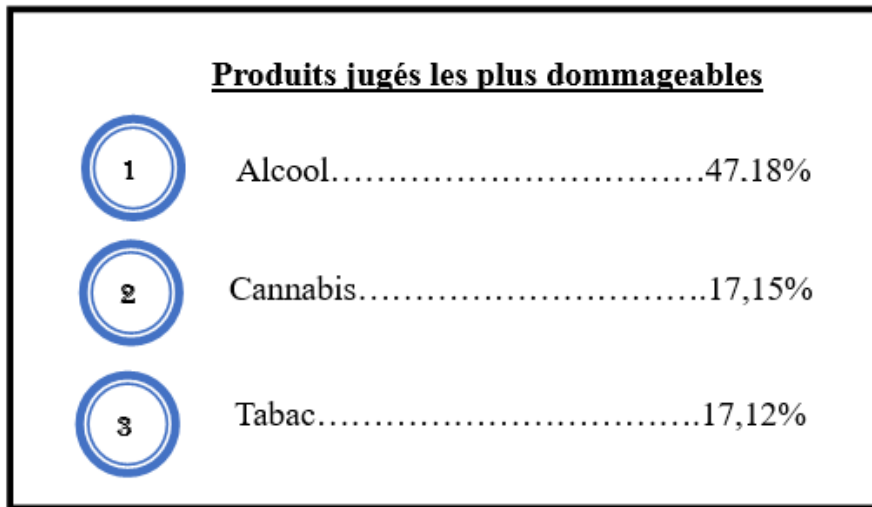 Produits jugés les plus dommageables
1 Alcool……………………………47.18%
2 Cannabis……………………………….17,15%
3 Tabac………………………………….17,12%